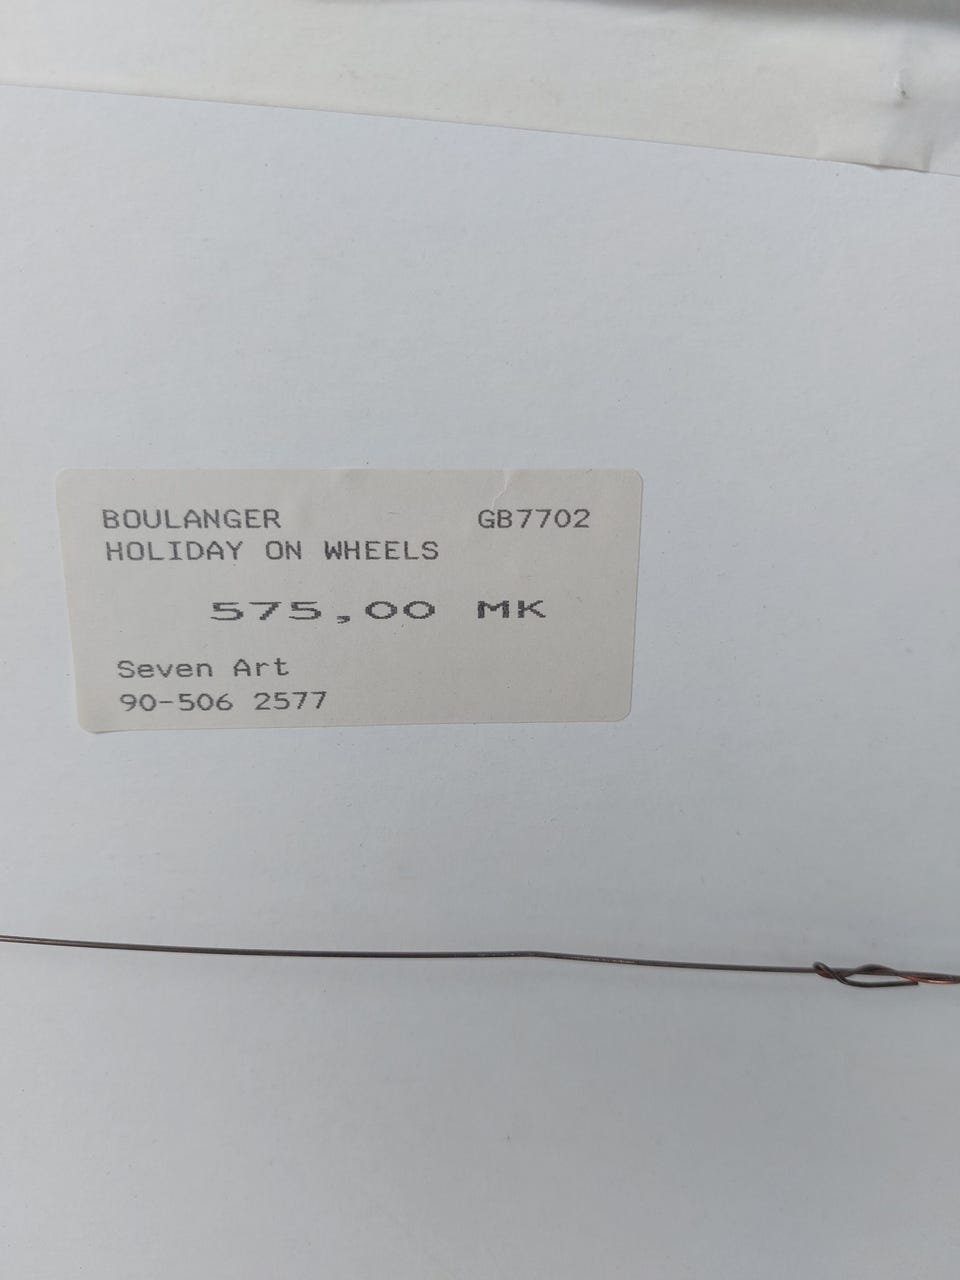 BOULANGER GB7702
HOLIDAY ON WHEELS
575,00 MK
Seven Art
90-506 2577